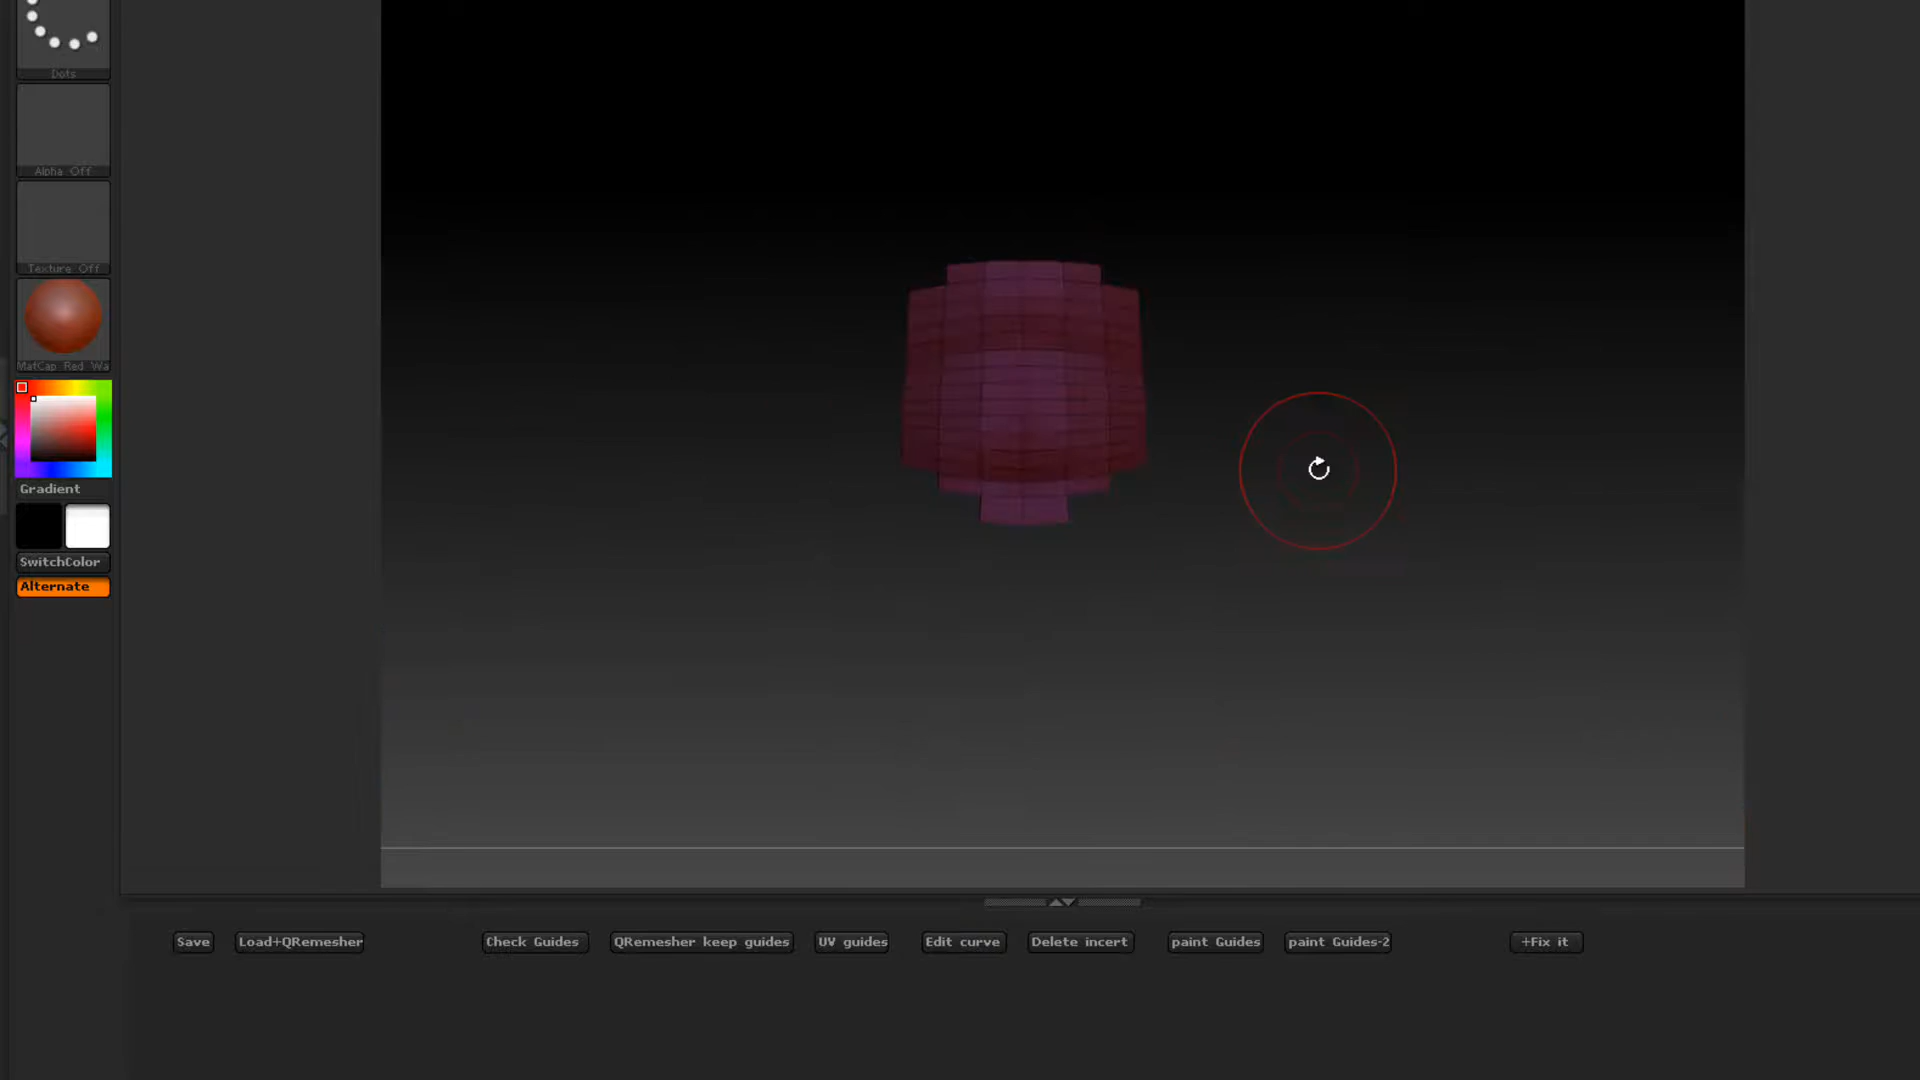 Dots
Alpha Off
Texture Off
MatCap Red Wa
Gradient
SwitchColor
Alternate
Save Load+QRemesher Check Guides QRemesher keep guides UV guides Edit curve Delete incert paint Guides paint Guides-2 +Fix it